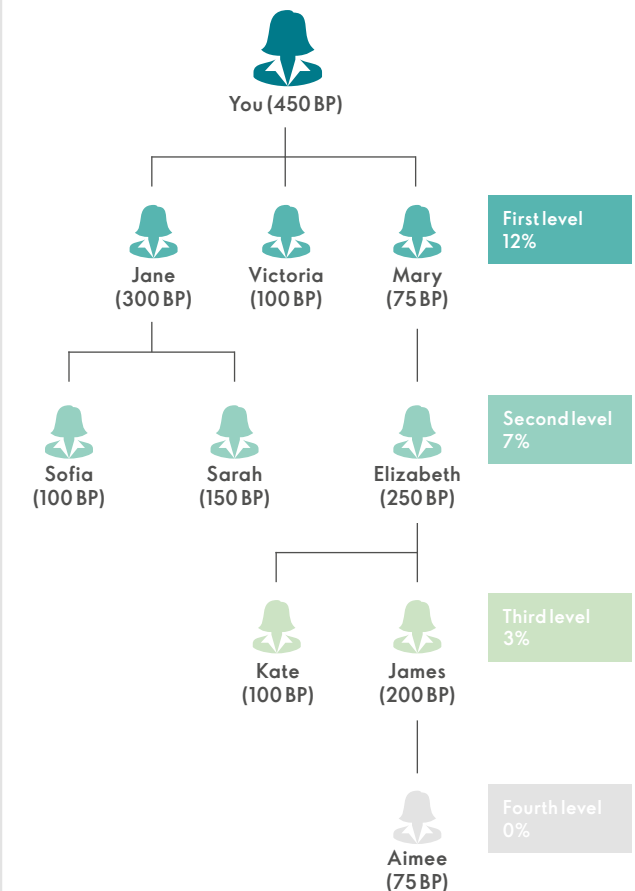 You (450 BP)
Jane
(300 BP)
Victoria
(100 BP)
Mary
(75 BP)
First level
12%
Sofia
(100 BP)
Sarah
(150 BP)
Elizabeth
(250 BP)
Second level
7%
Kate
(100 BP)
James
(200 BP)
Third level
3%
Aimee
(75 BP)
Fourth level
0%